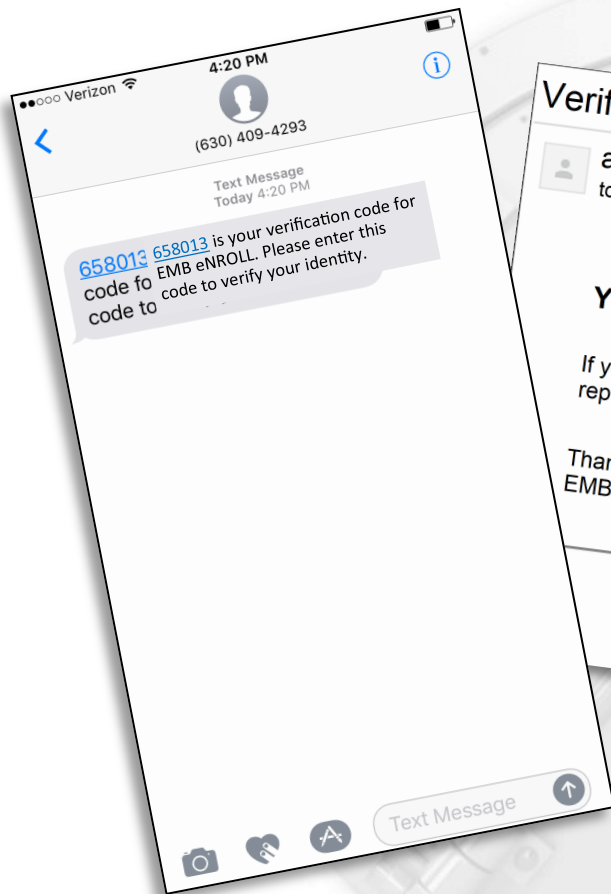 ●●○○○ Verizon 4:20 PM
(630) 409-4293
Text Message
Today 4:20 PM
658013
code fo
code to
658013 is your verification code for
EMB eNROLL. Please enter this
code to verify your identity.
Text Message
Verif
a
to
Y
If y
rep
Than
EMB